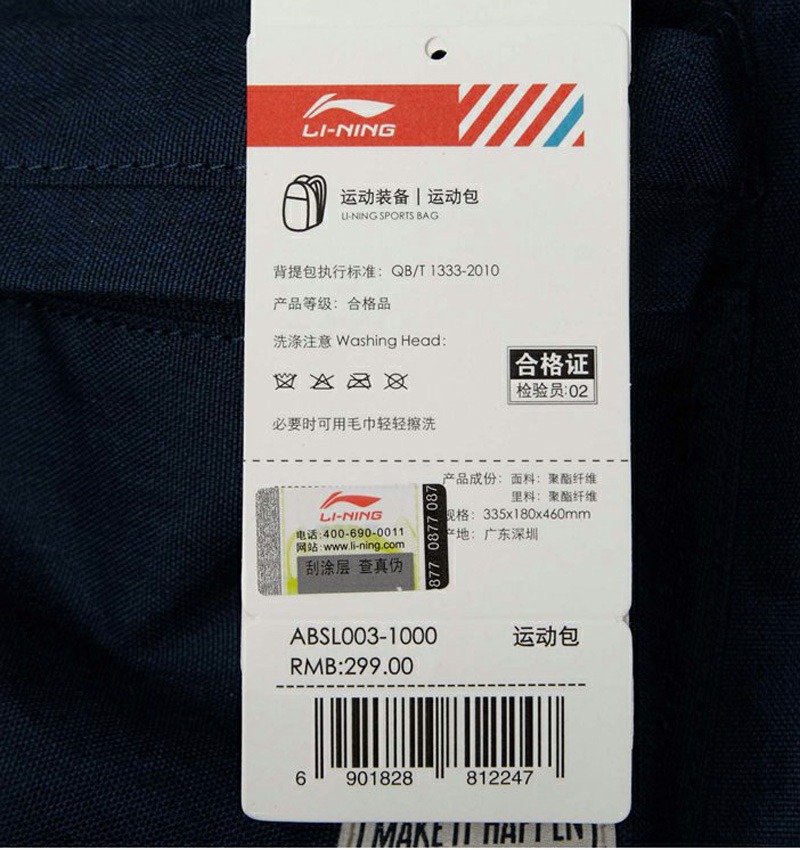 LI-NING
运动装备 | 运动包
LI-NING SPORTS BAG
背提包执行标准: QB/T 1333-2010
产品等级: 合格品
洗涤注意 Washing Head:
合格证
检验员:02
必要时可用毛巾轻轻擦洗
产品成份: 面料: 聚酯纤维
里料: 聚酯纤维
规格: 335x180x460mm
产地: 广东深圳
LI-NING
电话:400-690-0011
网站:www.li-ning.com
刮涂层 查真伪
877 0877 087
ABSL003-1000 运动包
RMB:299.00
6 901828 812247
MAKE IT HAPPEN